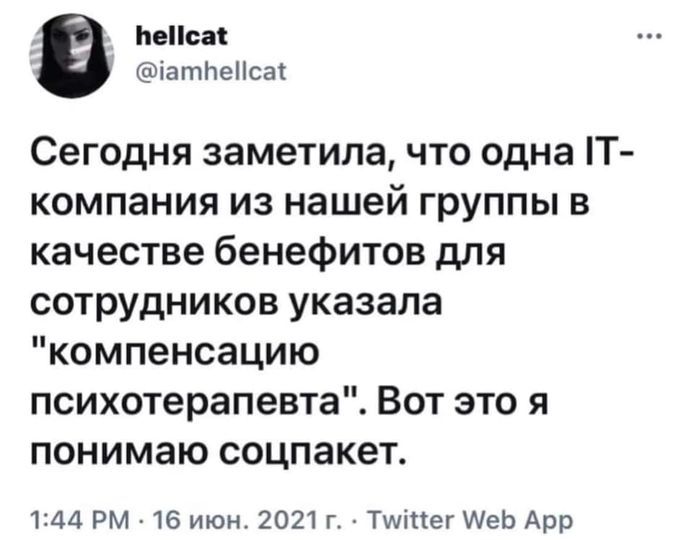 hellcat
@iamhellcat
Сегодня заметила, что одна IT-
компания из нашей группы в
качестве бенефитов для
сотрудников указала
"компенсацию
психотерапевта". Вот это я
понимаю соцпакет.
1:44 PM · 16 июн. 2021 г. · Twitter Web App